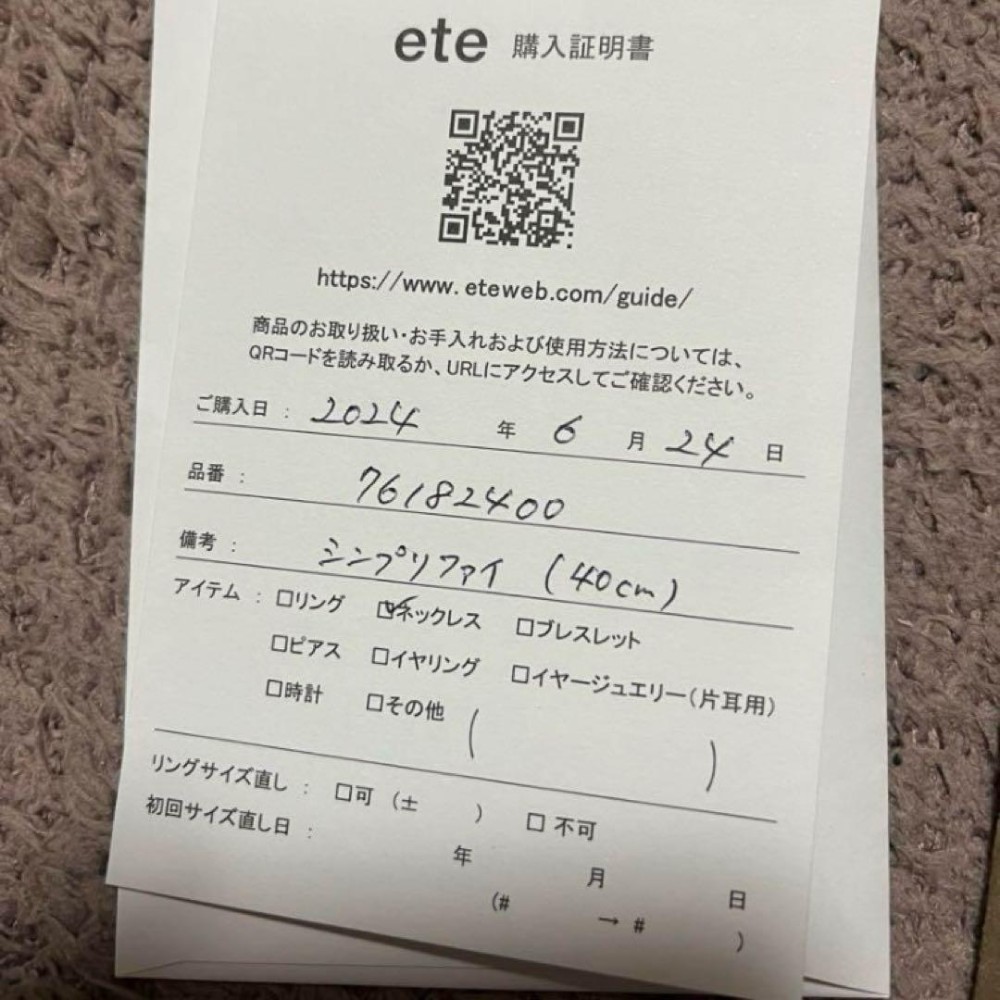 ete 購入証明書
https://www.eteweb.com/guide/
商品のお取り扱い・お手入れおよび使用方法については、
QRコードを読み取るか、URLにアクセスしてご確認ください。
ご購入日 : 2024 年 6 月 24 日
品番 : 76182400
備考 : シンプリファイ (40cm)
アイテム : □リング ☑ネックレス □ブレスレット
□ピアス □イヤリング □イヤージュエリー(片耳用)
□時計 □その他 ( )
リングサイズ直し : □可 (± ) □ 不可
初回サイズ直し日 : 年 月 日
(# → # )